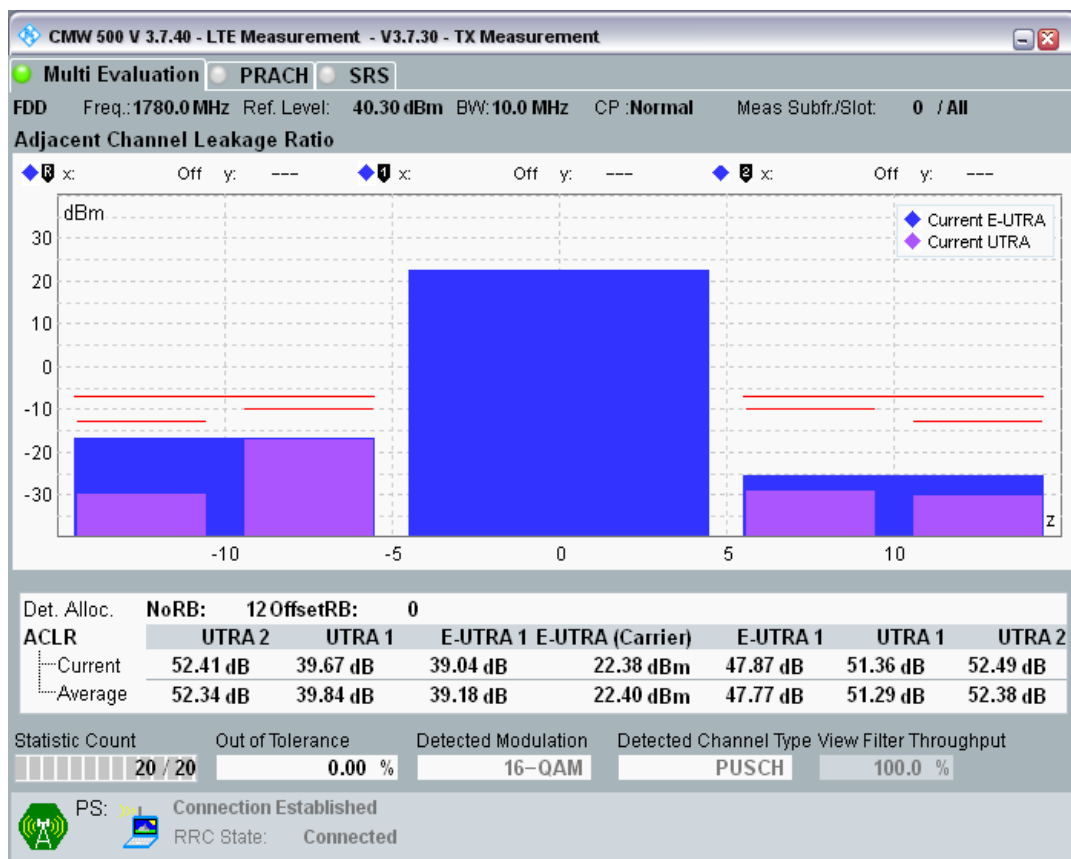 CMW 500 V 3.7.40 - LTE Measurement - V3.7.30 - TX Measurement
Multi Evaluation PRACH SRS
FDD Freq.: 1780.0 MHz Ref. Level: 40.30 dBm BW: 10.0 MHz CP :Normal Meas Subfr./Slot: 0 / All
Adjacent Channel Leakage Ratio
R x: Off y: --- 1 x: Off y: --- 2 x: Off y: ---
dBm
Current E-UTRA
Current UTRA
30
20
10
0
-10
-20
-30
z
-10 -5 0 5 10
Det. Alloc. NoRB: 12 OffsetRB: 0
ACLR UTRA 2 UTRA 1 E-UTRA 1 E-UTRA (Carrier) E-UTRA 1 UTRA 1 UTRA 2
Current 52.41 dB 39.67 dB 39.04 dB 22.38 dBm 47.87 dB 51.36 dB 52.49 dB
Average 52.34 dB 39.84 dB 39.18 dB 22.40 dBm 47.77 dB 51.29 dB 52.38 dB
Statistic Count Out of Tolerance Detected Modulation Detected Channel Type View Filter Throughput
20 / 20 0.00 % 16-QAM PUSCH 100.0 %
PS: Connection Established
RRC State: Connected